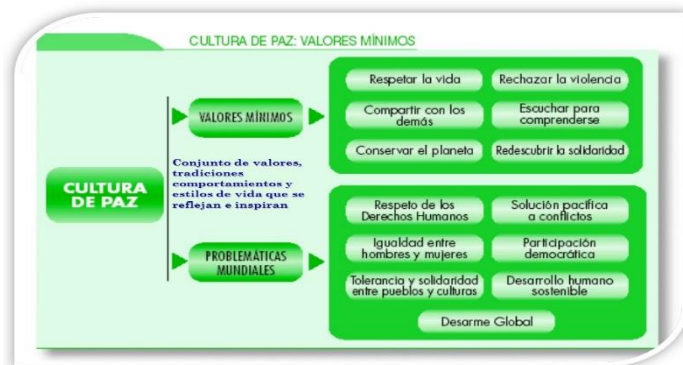 CULTURA DE PAZ: VALORES MÍNIMOS
CULTURA
DE PAZ
VALORES MÍNIMOS
Respetar la vida
Rechazar la violencia
Compartir con los
demás
Escuchar para
comprenderse
Conservar el planeta
Redescubrir la solidaridad
Conjunto de valores,
tradiciones
comportamientos y
estilos de vida que se
reflejan e inspiran
PROBLEMÁTICAS
MUNDIALES
Respeto de los
Derechos Humanos
Solución pacífica
a conflictos
Igualdad entre
hombres y mujeres
Participación
democrática
Tolerancia y solidaridad
entre pueblos y culturas
Desarrollo humano
sostenible
Desarme Global